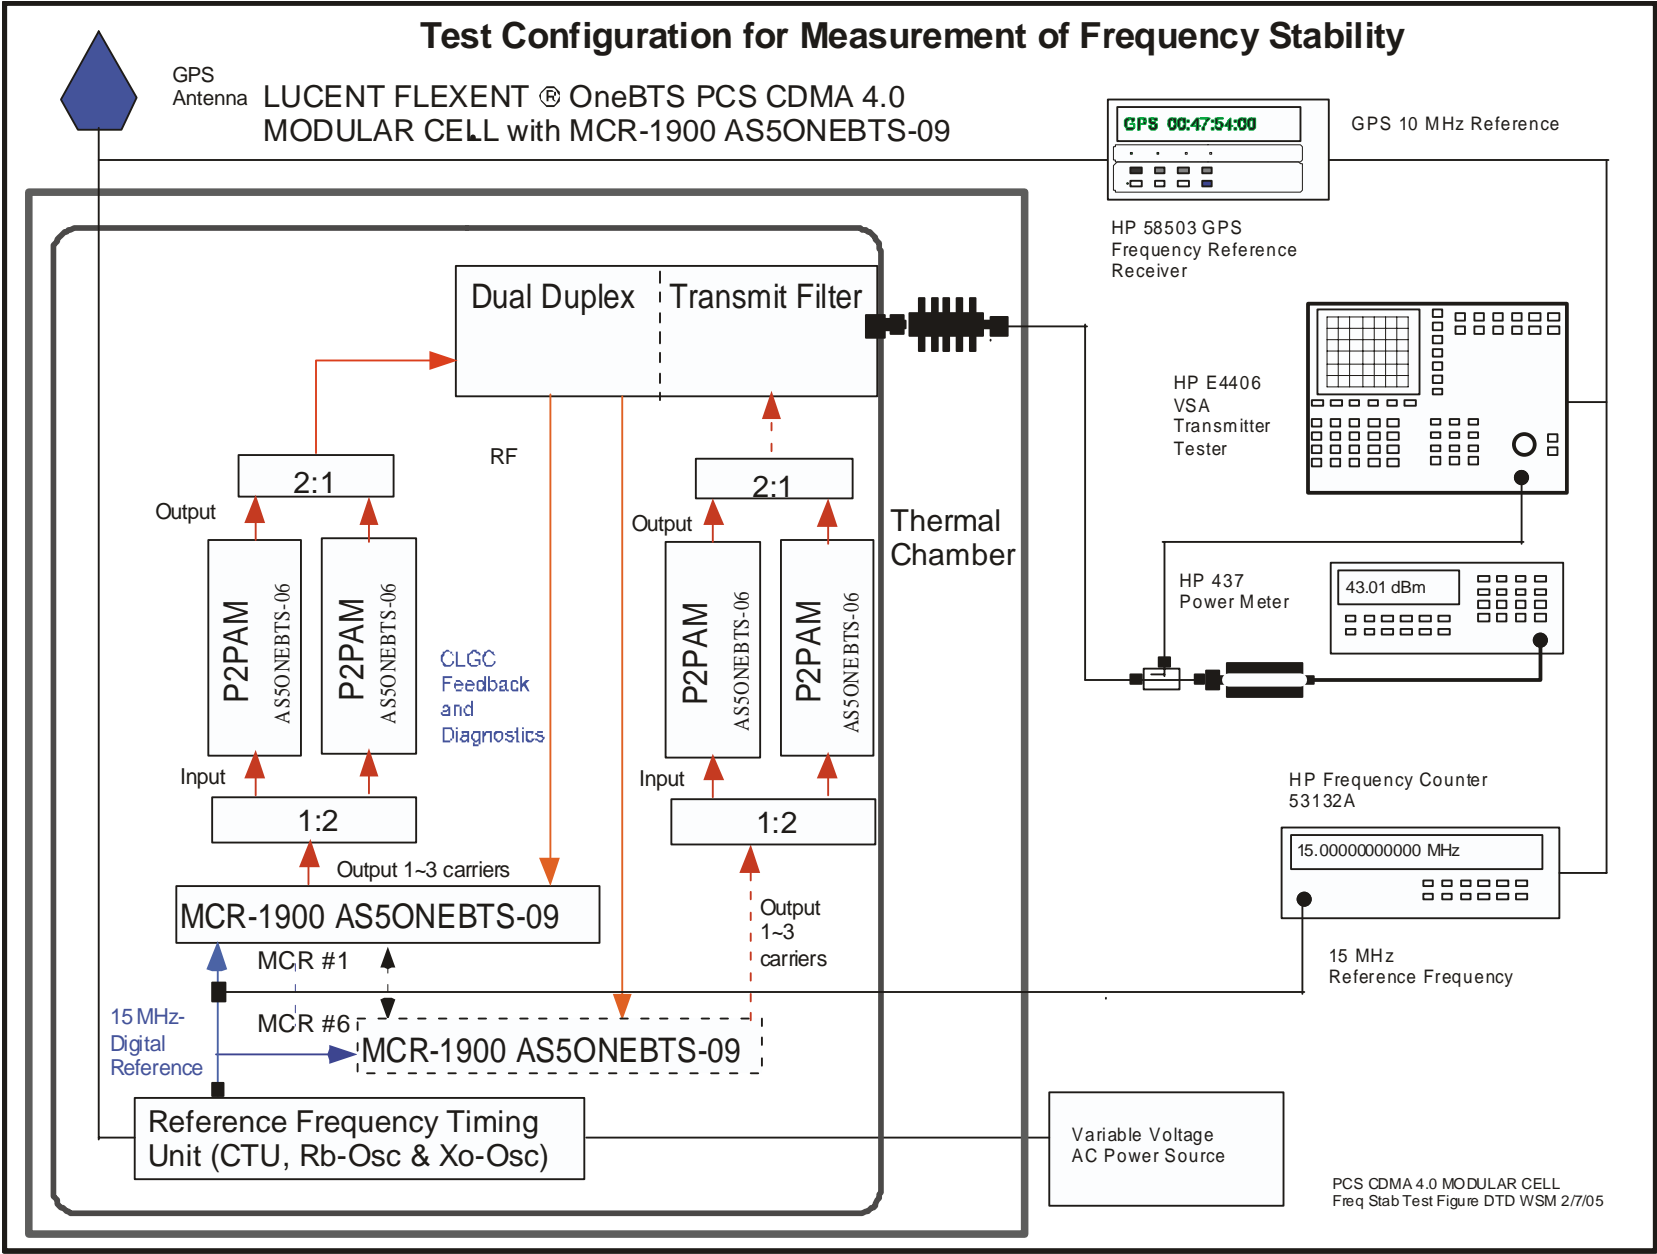 Test Configuration for Measurement of Frequency Stability
GPS
Antenna
LUCENT FLEXENT ® OneBTS PCS CDMA 4.0
MODULAR CELL with MCR-1900 AS5ONEBTS-09
GPS 00:47:54:00
GPS 10 MHz Reference
HP 58503 GPS
Frequency Reference
Receiver
Dual Duplex
Transmit Filter
HP E4406
VSA
Transmitter
Tester
RF
2:1
2:1
Output
Output
Thermal
Chamber
P2PAM
AS5ONEBTS-06
P2PAM
AS5ONEBTS-06
P2PAM
AS5ONEBTS-06
P2PAM
AS5ONEBTS-06
CLGC
Feedback
and
Diagnostics
HP 437
Power Meter
43.01 dBm
Input
Input
1:2
1:2
HP Frequency Counter
53132A
15.00000000000 MHz
Output 1~3 carriers
MCR-1900 AS5ONEBTS-09
Output
1~3
carriers
MCR #1
15 MHz
Reference Frequency
MCR #6
15 MHz-
Digital
Reference
MCR-1900 AS5ONEBTS-09
Reference Frequency Timing
Unit (CTU, Rb-Osc & Xo-Osc)
Variable Voltage
AC Power Source
PCS CDMA 4.0 MODULAR CELL
Freq Stab Test Figure DTD WSM 2/7/05